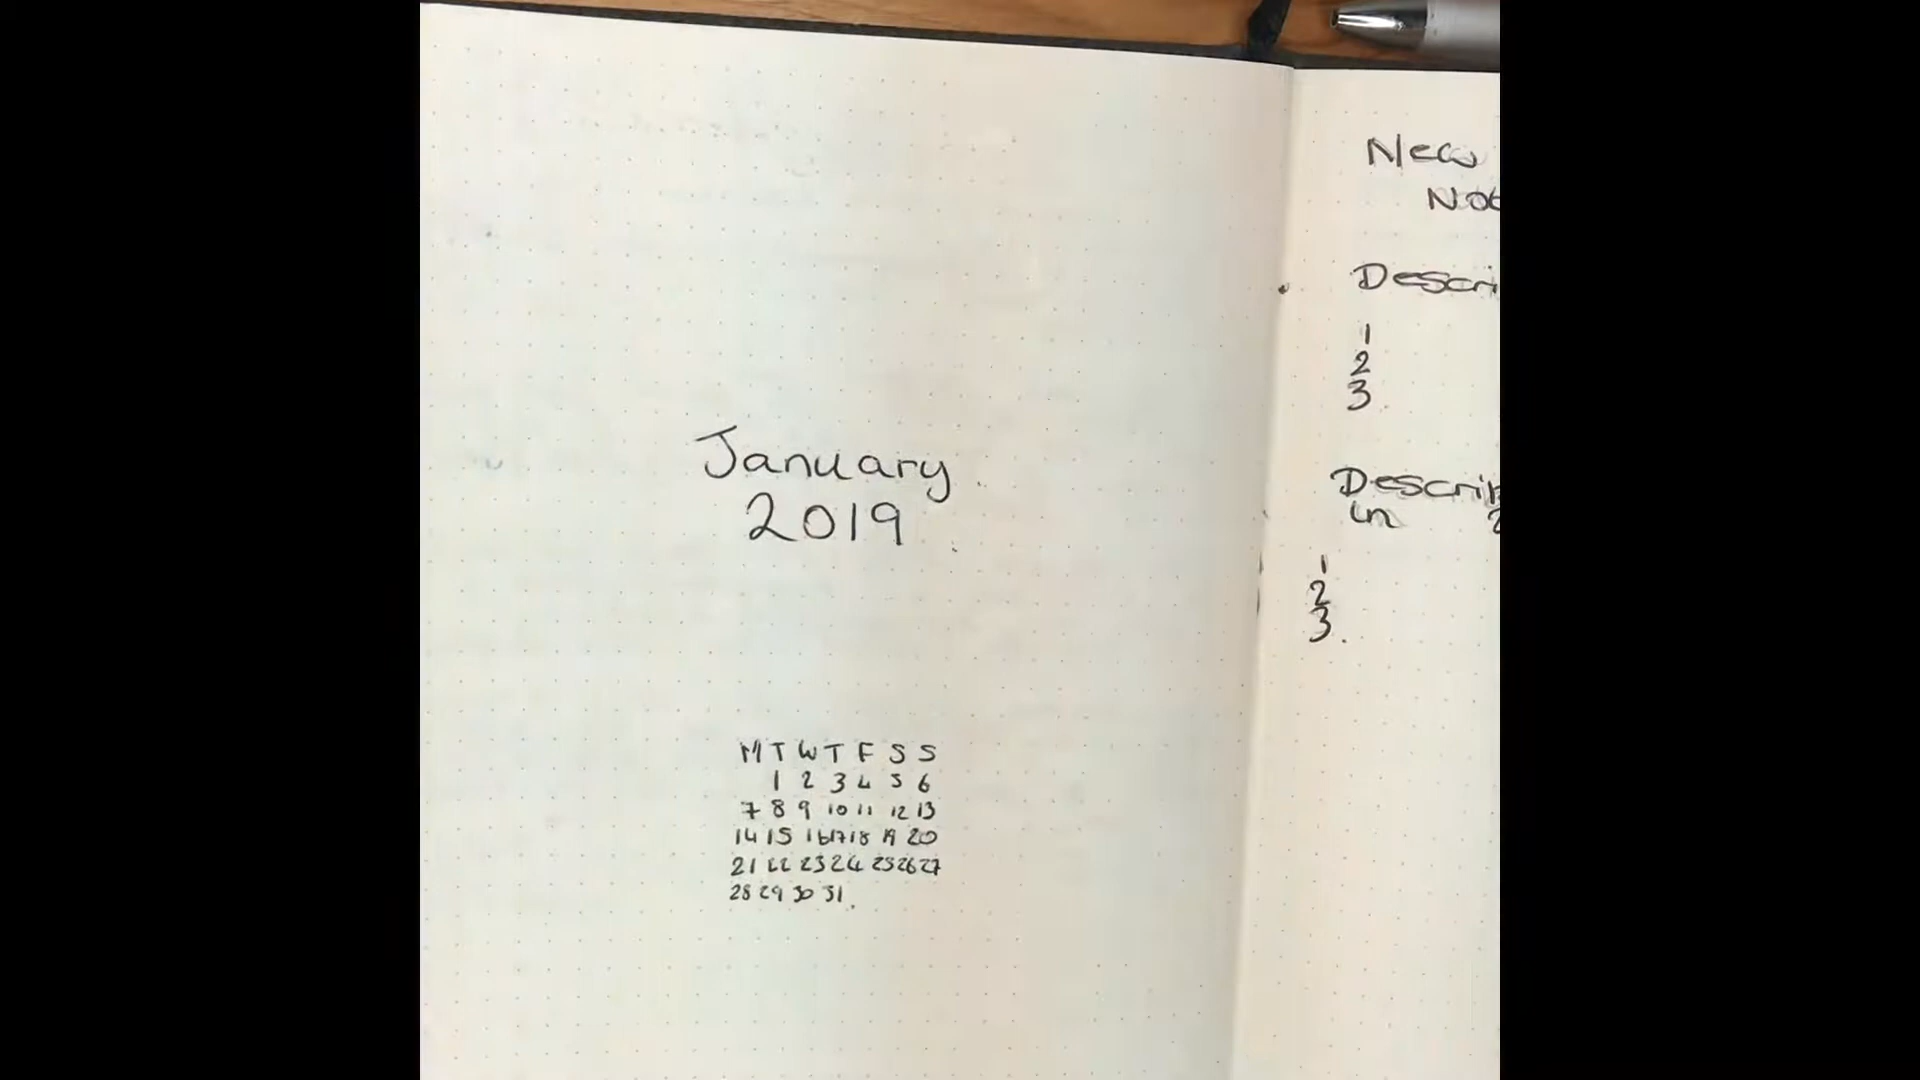 January
2019
M T W T F S S
1 2 3 4 5 6
7 8 9 10 11 12 13
14 15 16 17 18 19 20
21 22 23 24 25 26 27
28 29 30 31.
New
Descri
1
2
3.
Descrip
in
1
2
3.